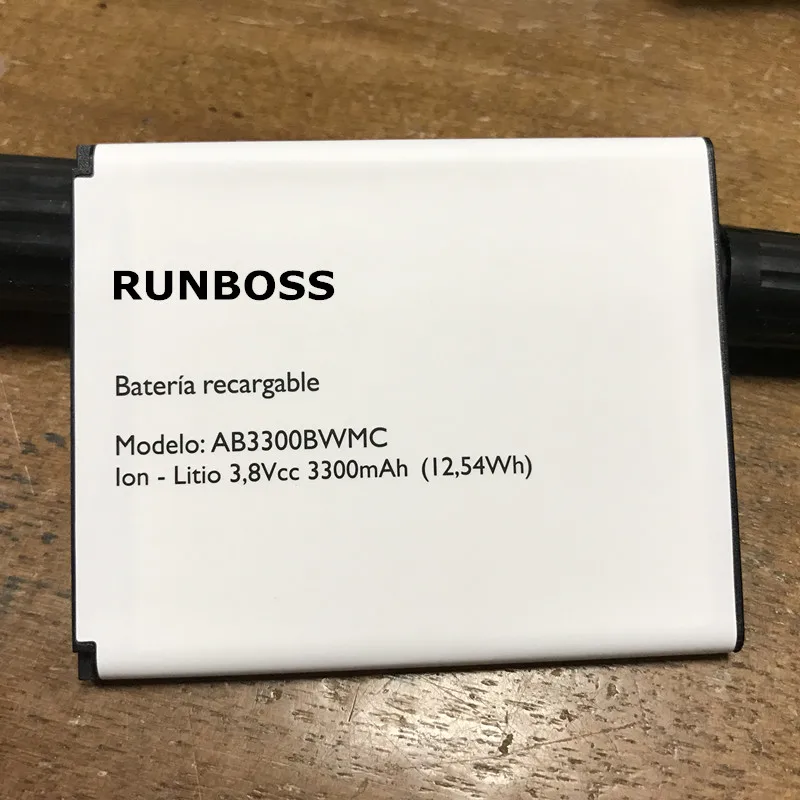 RUNBOSS
Batería recargable
Modelo: AB3300BWMC
Ion - Litio 3,8Vcc 3300mAh (12,54Wh)